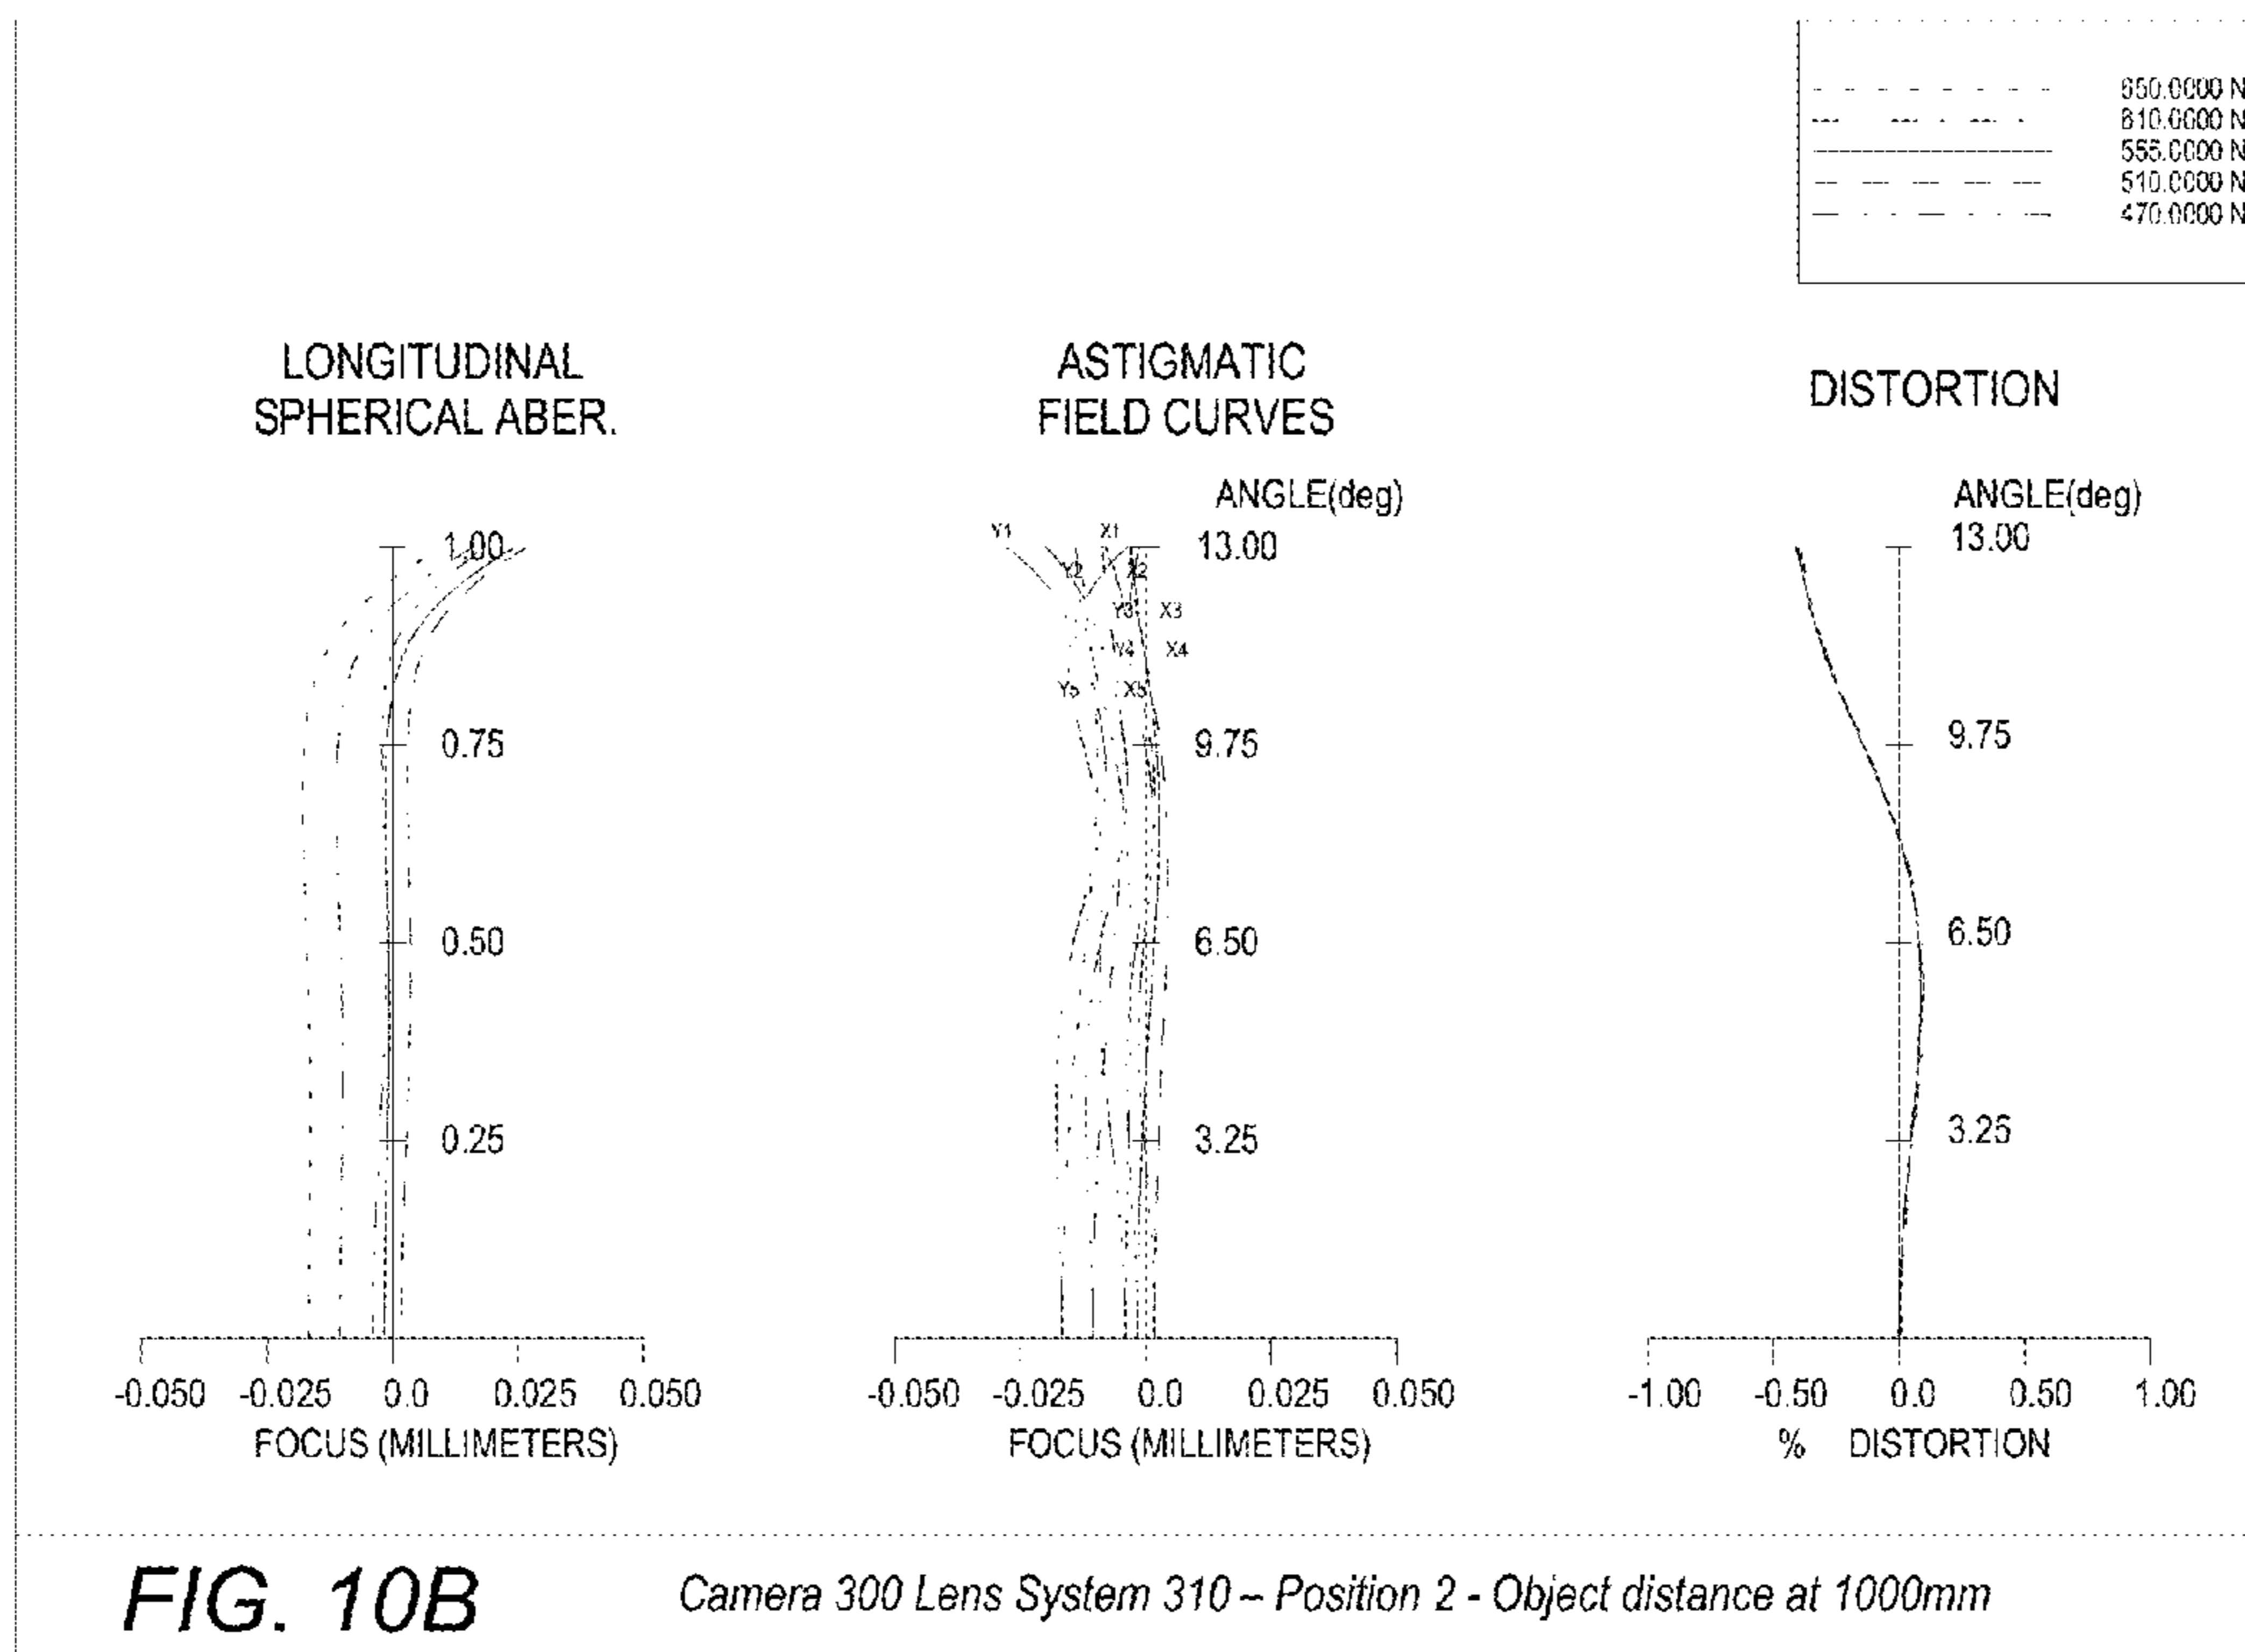 650.0000 N
610.0000 N
555.0000 N
510.0000 N
470.0000 N
LONGITUDINAL
SPHERICAL ABER.
ASTIGMATIC
FIELD CURVES
DISTORTION
ANGLE(deg)
ANGLE(deg)
1.00
Y1
X1
13.00
13.00
Y2
X2
Y3
X3
Y4
X4
Y5
X5
0.75
9.75
9.75
0.50
6.50
6.50
0.25
3.25
3.25
-0.050 -0.025 0.0 0.025 0.050
-0.050 -0.025 0.0 0.025 0.050
-1.00 -0.50 0.0 0.50 1.00
FOCUS (MILLIMETERS)
FOCUS (MILLIMETERS)
% DISTORTION
FIG. 10B
Camera 300 Lens System 310 – Position 2 - Object distance at 1000mm